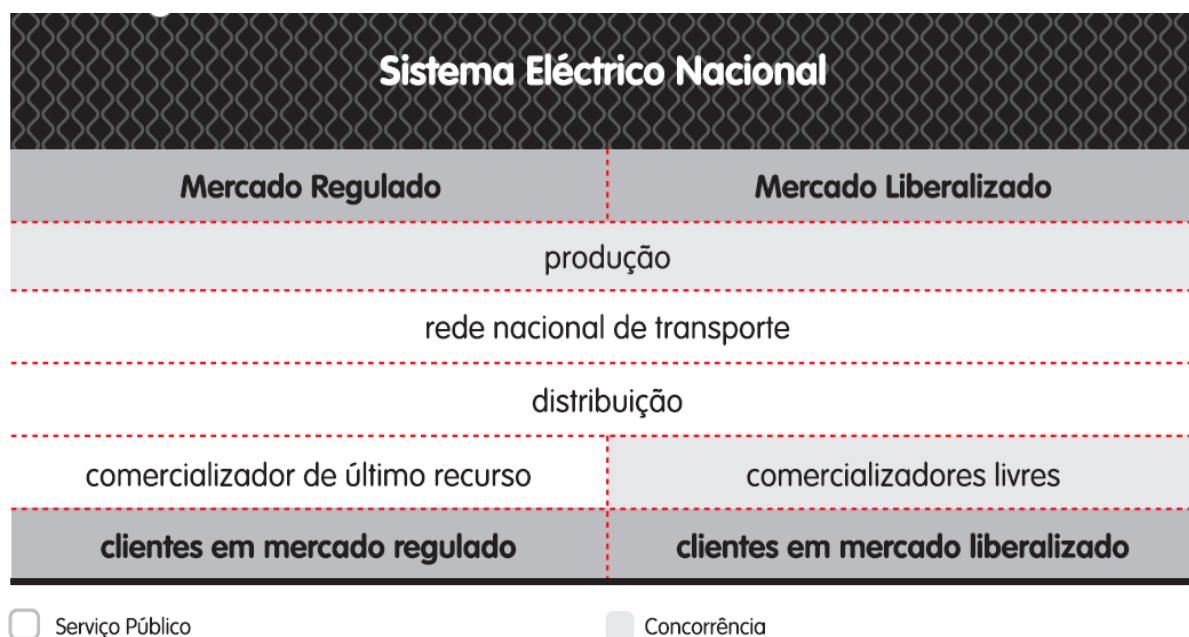 Sistema Eléctrico Nacional
Mercado Regulado
Mercado Liberalizado
produção
rede nacional de transporte
distribuição
comercializador de último recurso
comercializadores livres
clientes em mercado regulado
clientes em mercado liberalizado
Serviço Público
Concorrência